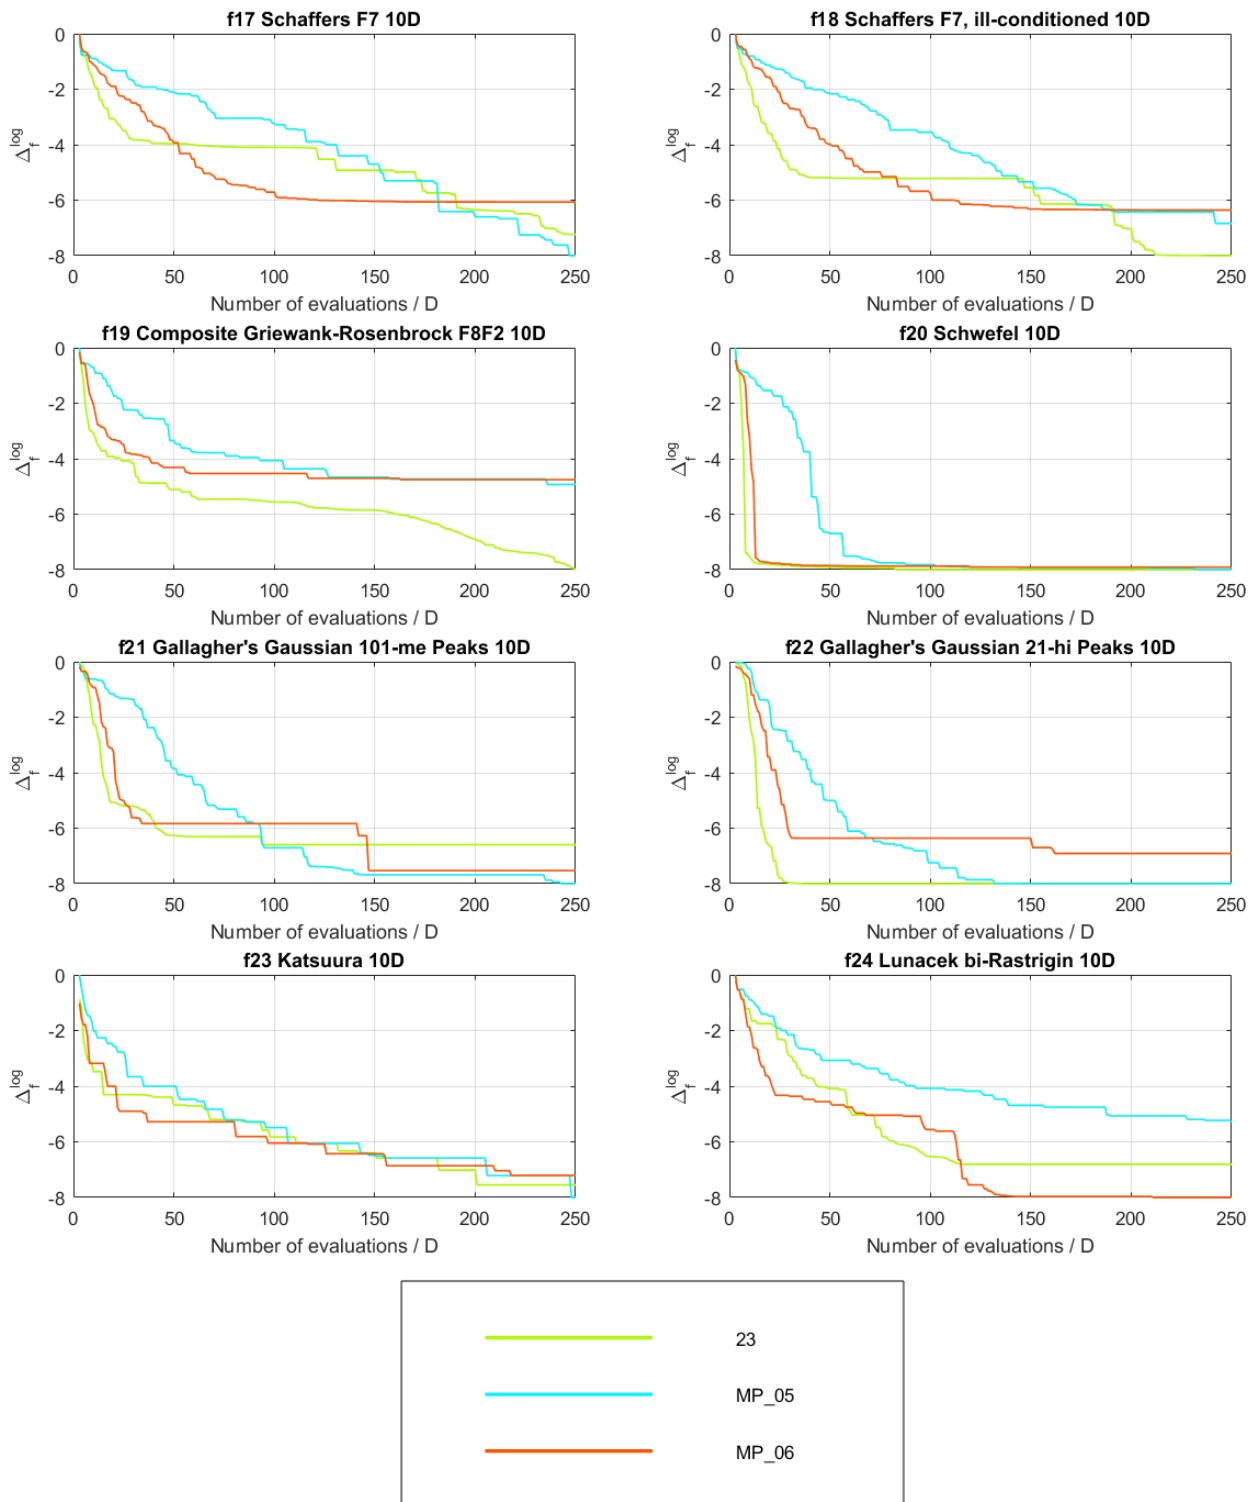 f17 Schaffers F7 10D
0
-2
-4
-6
-8
Δf log
0 50 100 150 200 250
Number of evaluations / D
f18 Schaffers F7, ill-conditioned 10D
0
-2
-4
-6
-8
Δf log
0 50 100 150 200 250
Number of evaluations / D
f19 Composite Griewank-Rosenbrock F8F2 10D
0
-2
-4
-6
-8
Δf log
0 50 100 150 200 250
Number of evaluations / D
f20 Schwefel 10D
0
-2
-4
-6
-8
Δf log
0 50 100 150 200 250
Number of evaluations / D
f21 Gallagher's Gaussian 101-me Peaks 10D
0
-2
-4
-6
-8
Δf log
0 50 100 150 200 250
Number of evaluations / D
f22 Gallagher's Gaussian 21-hi Peaks 10D
0
-2
-4
-6
-8
Δf log
0 50 100 150 200 250
Number of evaluations / D
f23 Katsuura 10D
0
-2
-4
-6
-8
Δf log
0 50 100 150 200 250
Number of evaluations / D
f24 Lunacek bi-Rastrigin 10D
0
-2
-4
-6
-8
Δf log
0 50 100 150 200 250
Number of evaluations / D
23
MP_05
MP_06